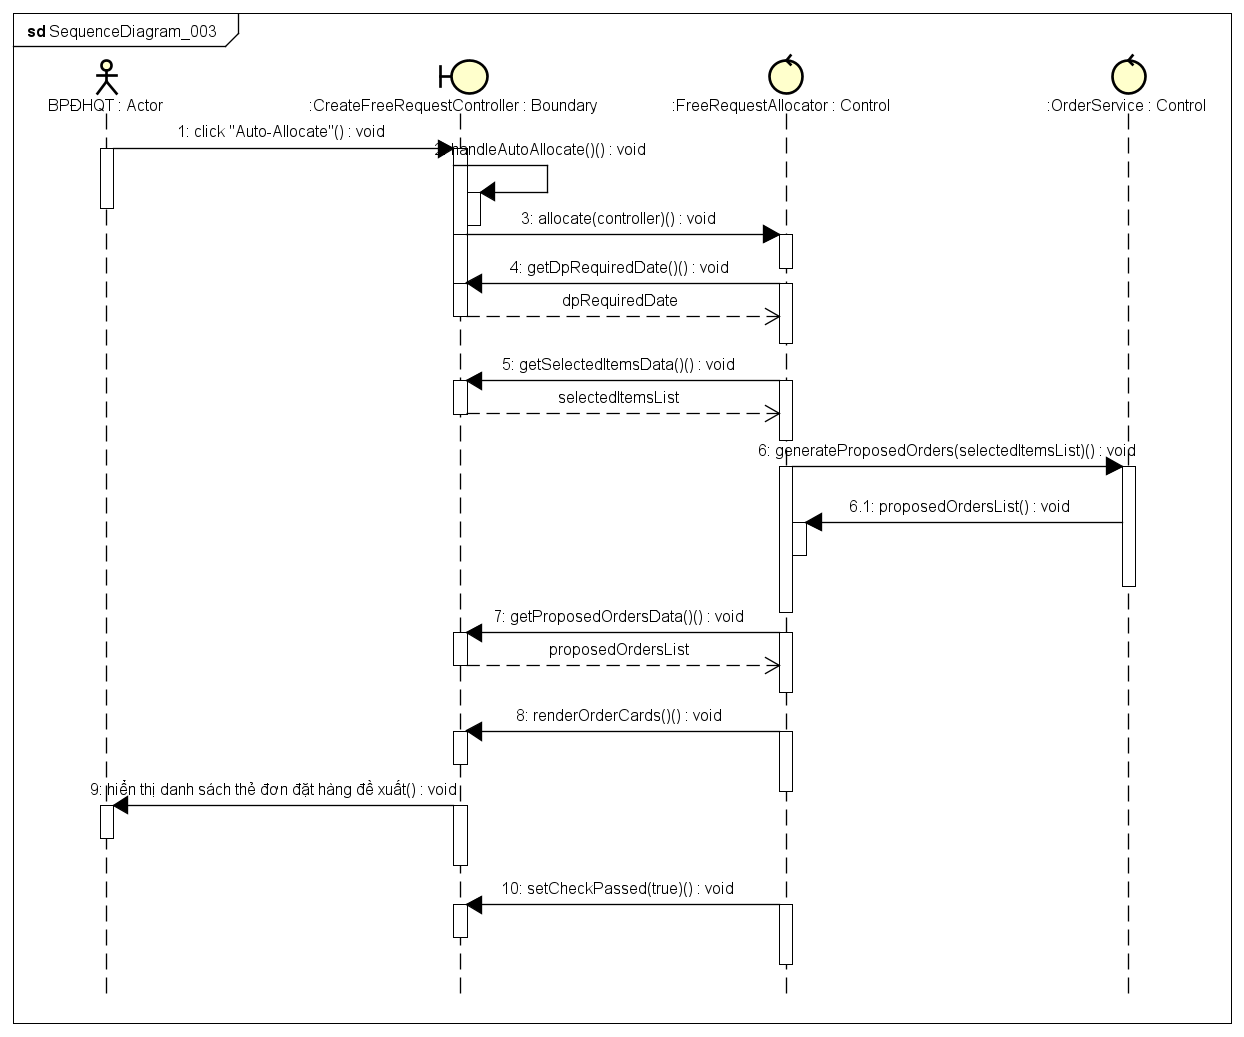 sd SequenceDiagram_003
BPĐHQT : Actor
:CreateFreeRequestController : Boundary
:FreeRequestAllocator : Control
:OrderService : Control
1: click "Auto-Allocate"() : void
2: handleAutoAllocate()() : void
3: allocate(controller)() : void
4: getDpRequiredDate()() : void
dpRequiredDate
5: getSelectedItemsData()() : void
selectedItemsList
6: generateProposedOrders(selectedItemsList)() : void
6.1: proposedOrdersList() : void
7: getProposedOrdersData()() : void
proposedOrdersList
8: renderOrderCards()() : void
9: hiển thị danh sách thẻ đơn đặt hàng đề xuất() : void
10: setCheckPassed(true)() : void